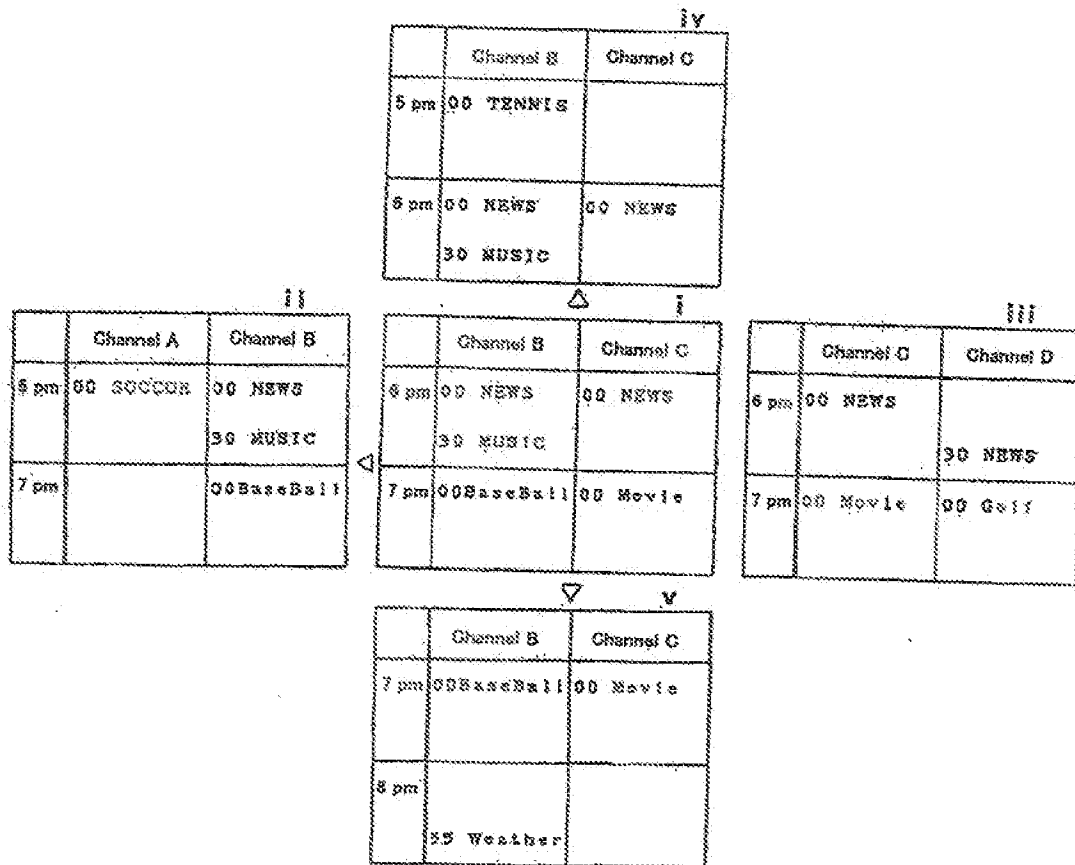 iv
Channel B Channel C
5 pm 00 TENNIS
6 pm 00 NEWS 00 NEWS
30 MUSIC
ii
Channel A Channel B
6 pm 00 SOCCOR 00 NEWS
30 MUSIC
7 pm 00BaseBall
i
Channel B Channel C
6 pm 00 NEWS 00 NEWS
30 MUSIC
7 pm 00BaseBall 00 Movie
iii
Channel C Channel D
6 pm 00 NEWS
30 NEWS
7 pm 00 Movie 00 Golf
v
Channel B Channel C
7 pm 00BaseBall 00 Movie
8 pm
55 Weather